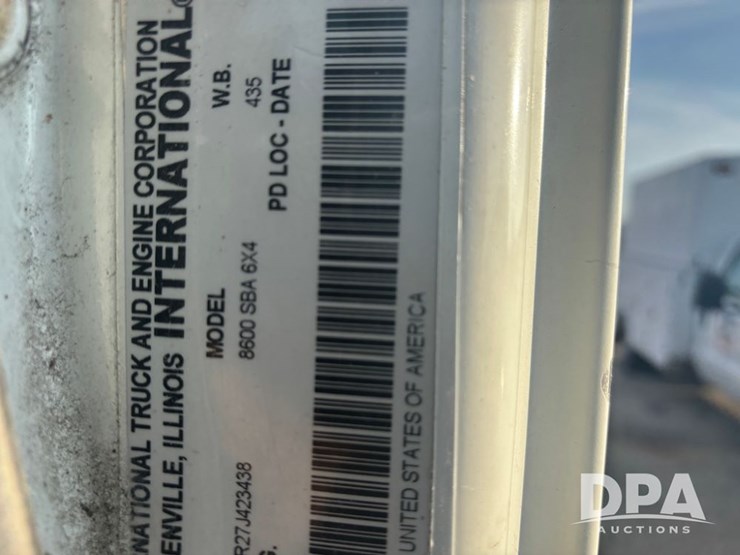 NATIONAL TRUCK AND ENGINE CORPORATION
ENVILLE, ILLINOIS INTERNATIONAL®
MODEL W.B.
R27J423438 8600 SBA 6X4 435
G. PD LOC - DATE
UNITED STATES OF AMERICA
DPA
AUCTIONS